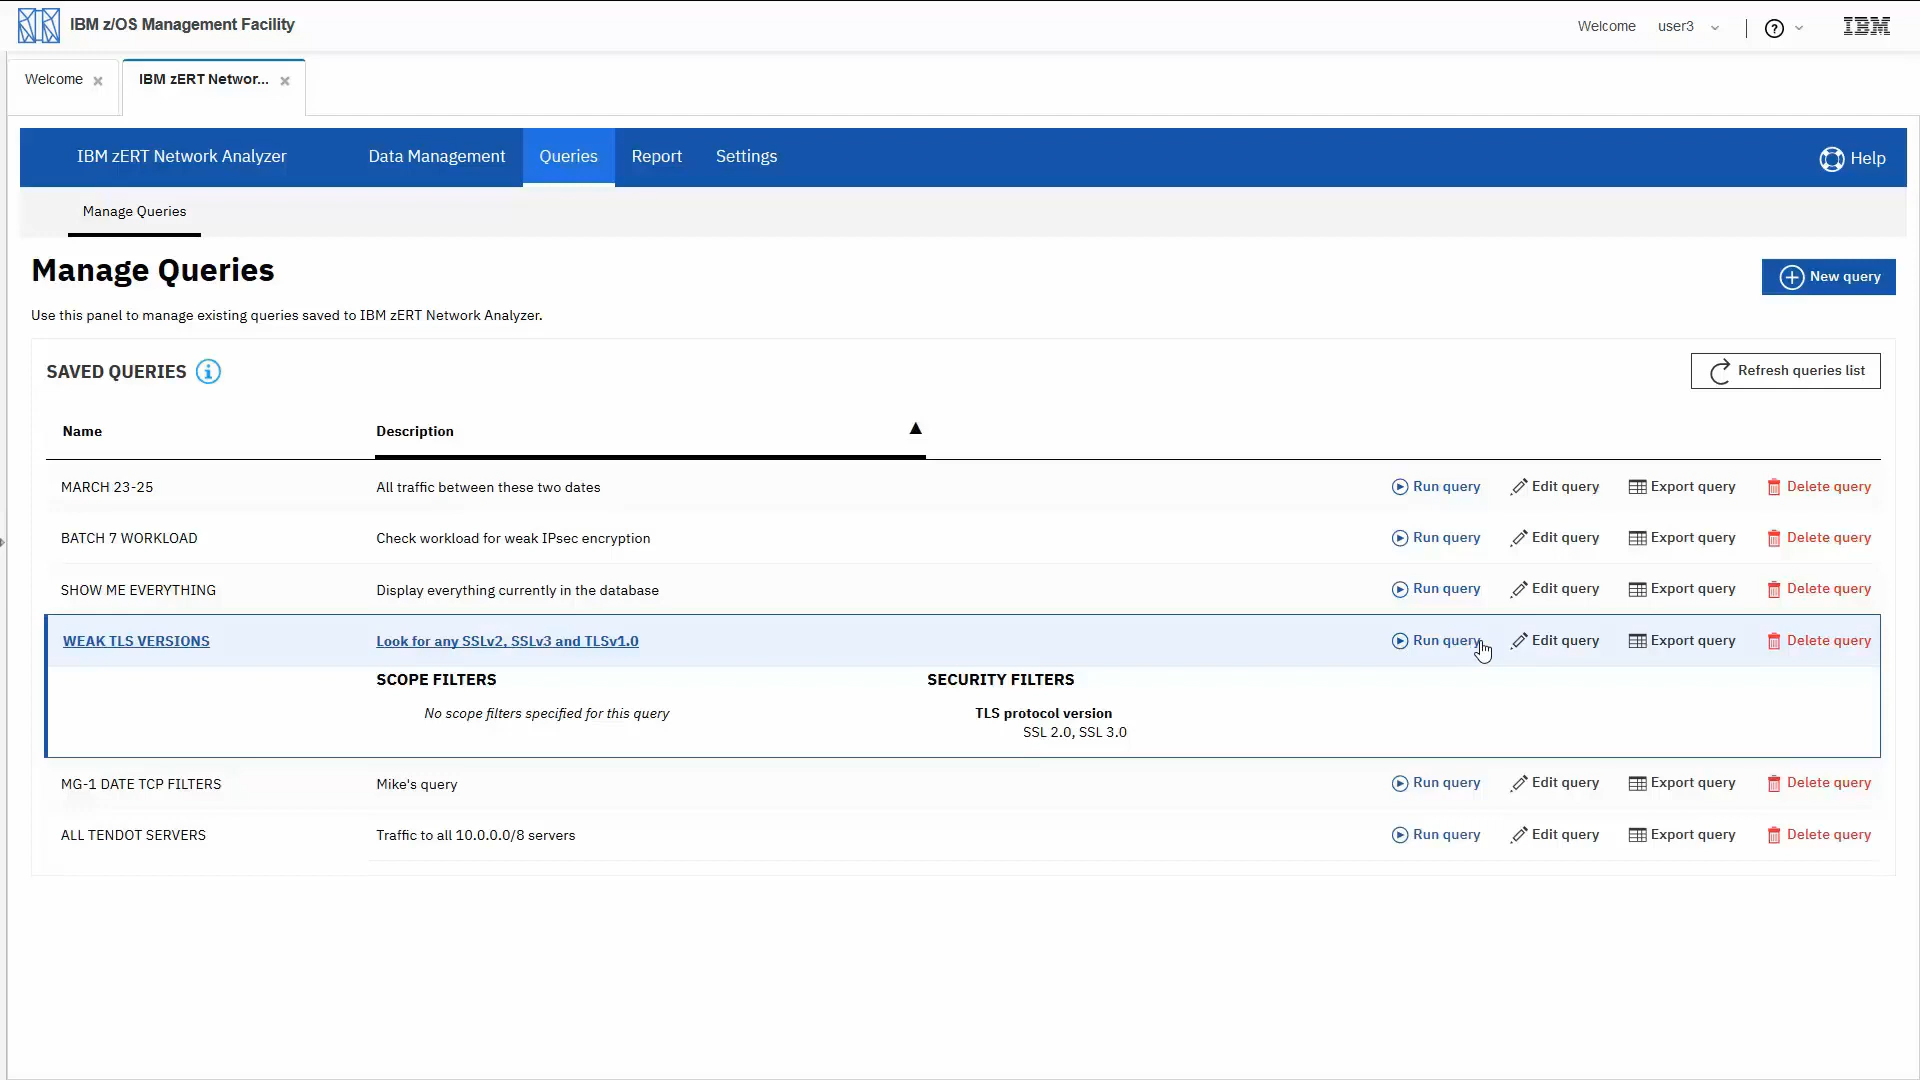 IBM z/OS Management Facility
Welcome user3 ? IBM
Welcome × IBM zERT Networ... ×
IBM zERT Network Analyzer Data Management Queries Report Settings Help
Manage Queries
Manage Queries
New query
Use this panel to manage existing queries saved to IBM zERT Network Analyzer.
SAVED QUERIES i Refresh queries list
Name Description ▲
MARCH 23-25 All traffic between these two dates Run query Edit query Export query Delete query
BATCH 7 WORKLOAD Check workload for weak IPsec encryption Run query Edit query Export query Delete query
SHOW ME EVERYTHING Display everything currently in the database Run query Edit query Export query Delete query
WEAK TLS VERSIONS Look for any SSLv2, SSLv3 and TLSv1.0 Run query Edit query Export query Delete query
SCOPE FILTERS SECURITY FILTERS
No scope filters specified for this query TLS protocol version
SSL 2.0, SSL 3.0
MG-1 DATE TCP FILTERS Mike's query Run query Edit query Export query Delete query
ALL TENDOT SERVERS Traffic to all 10.0.0.0/8 servers Run query Edit query Export query Delete query